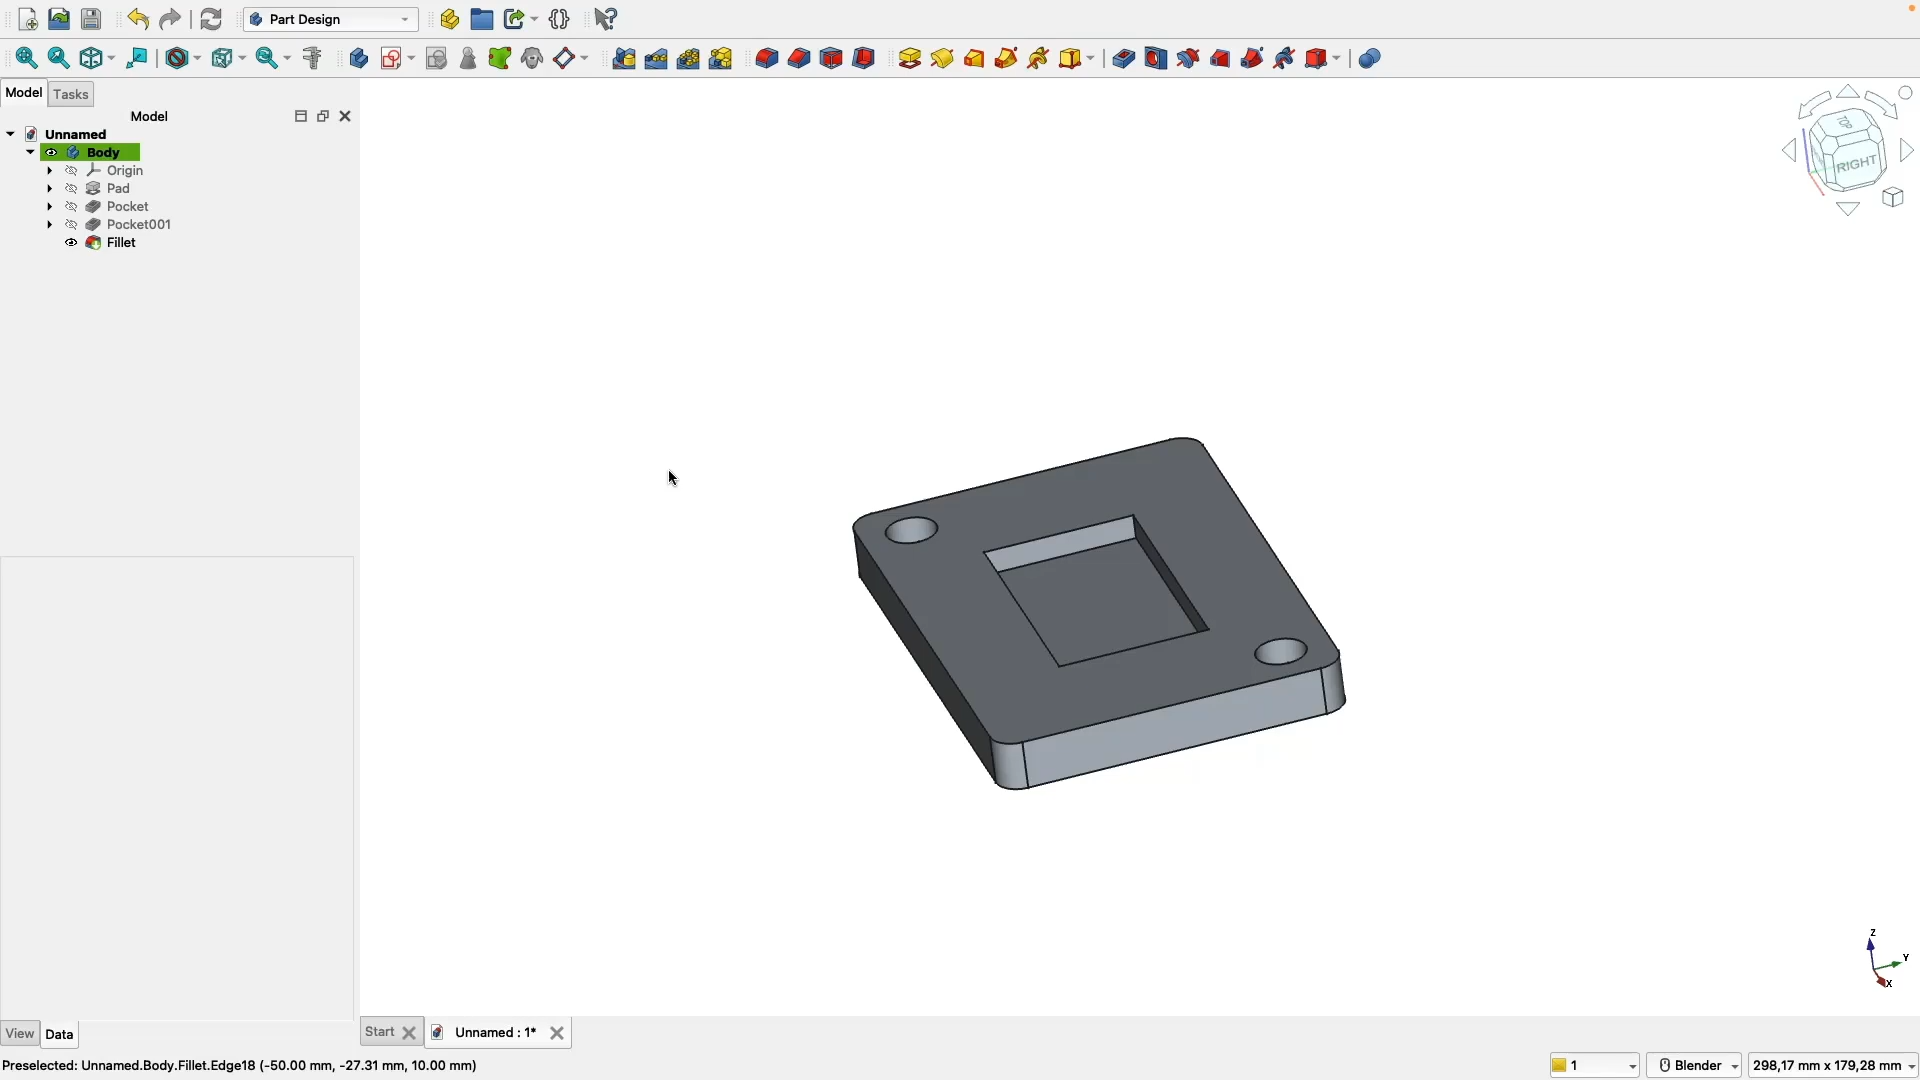 Part Design
Model
Tasks
Model
Unnamed
Body
Origin
Pad
Pocket
Pocket001
Fillet
TOP
RIGHT
Z
Y
X
View
Data
Start
Unnamed : 1*
Preselected: Unnamed.Body.Fillet.Edge18 (-50.00 mm, -27.31 mm, 10.00 mm)
1
Blender
298,17 mm x 179,28 mm